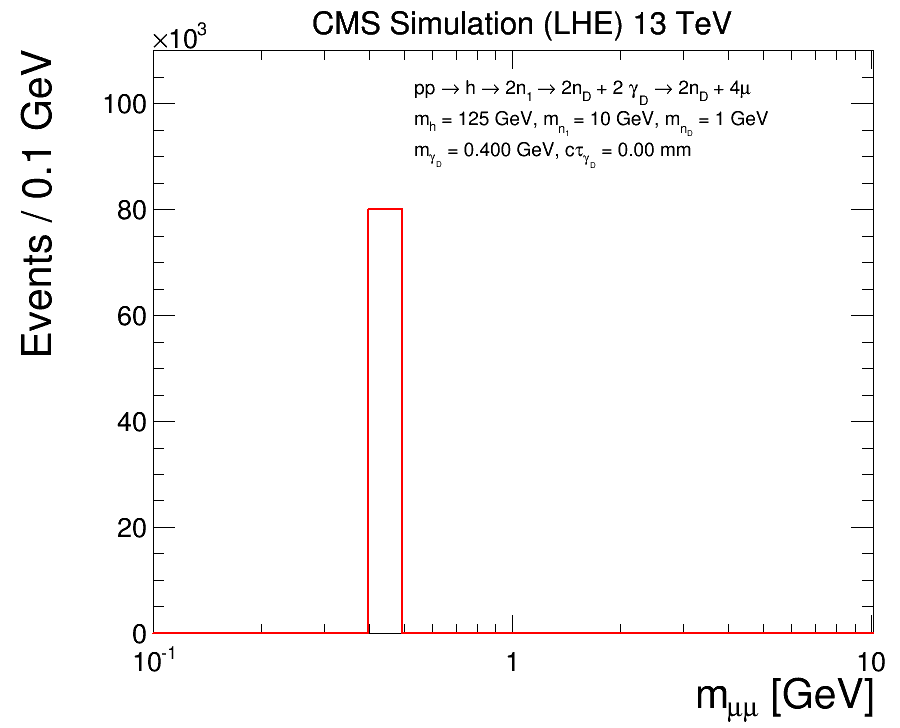 CMS Simulation (LHE) 13 TeV
×10³
Events / 0.1 GeV
pp → h → 2n₁ → 2n_D + 2 γ_D → 2n_D + 4μ
m_h = 125 GeV, m_n₁ = 10 GeV, m_n_D = 1 GeV
m_γ_D = 0.400 GeV, cτ_γ_D = 0.00 mm
100
80
60
40
20
0
10⁻¹ 1 10
m_μμ [GeV]